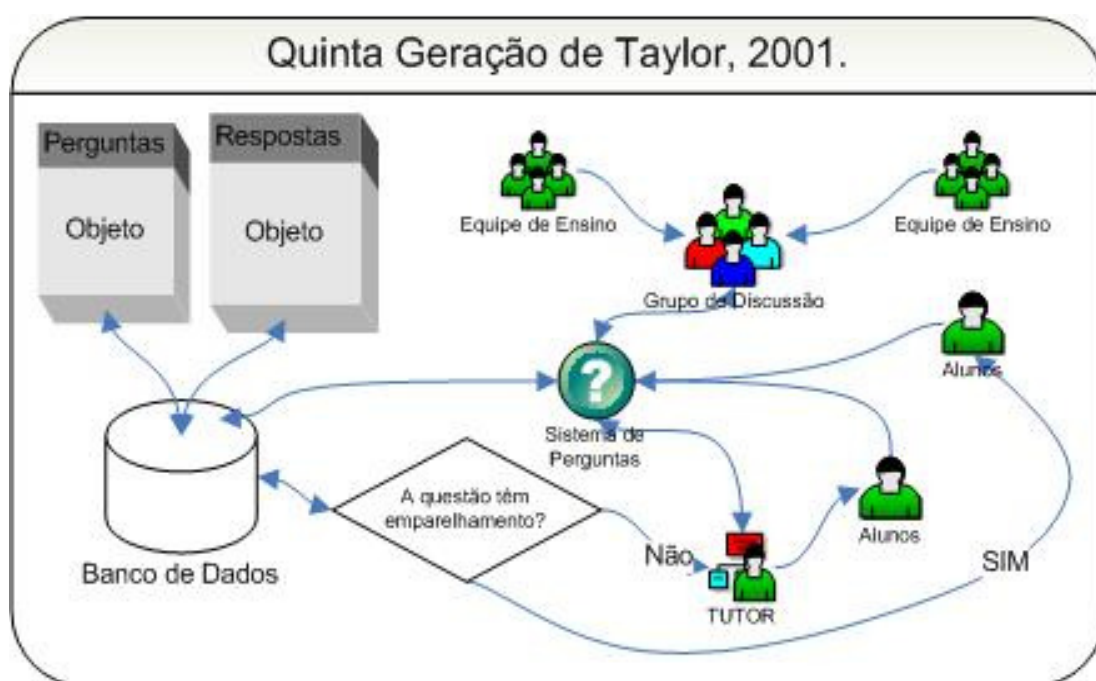 Quinta Geração de Taylor, 2001.
Perguntas
Respostas
Objeto
Objeto
Equipe de Ensino
Equipe de Ensino
Grupo de Discussão
Alunos
?
Sistema de
Perguntas
A questão têm
emparelhamento?
Banco de Dados
Não
Alunos
SIM
TUTOR